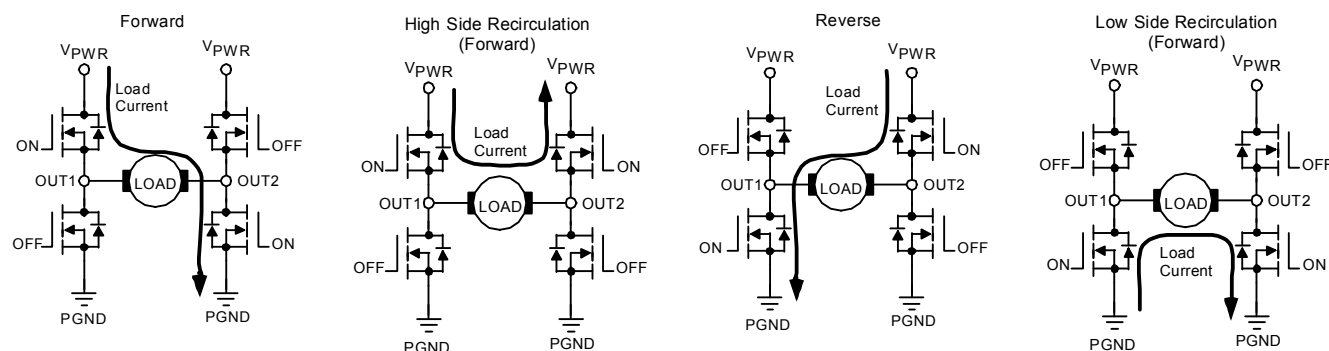 Forward
VPWR
VPWR
Load
Current
ON
OFF
OUT1
LOAD
OUT2
OFF
ON
PGND
PGND
High Side Recirculation
(Forward)
VPWR
VPWR
Load
Current
ON
ON
OUT1
LOAD
OUT2
OFF
OFF
PGND
PGND
Reverse
VPWR
VPWR
Load
Current
OFF
ON
OUT1
LOAD
OUT2
ON
OFF
PGND
PGND
Low Side Recirculation
(Forward)
VPWR
VPWR
OFF
OFF
OUT1
LOAD
OUT2
ON
Load
Current
ON
PGND
PGND